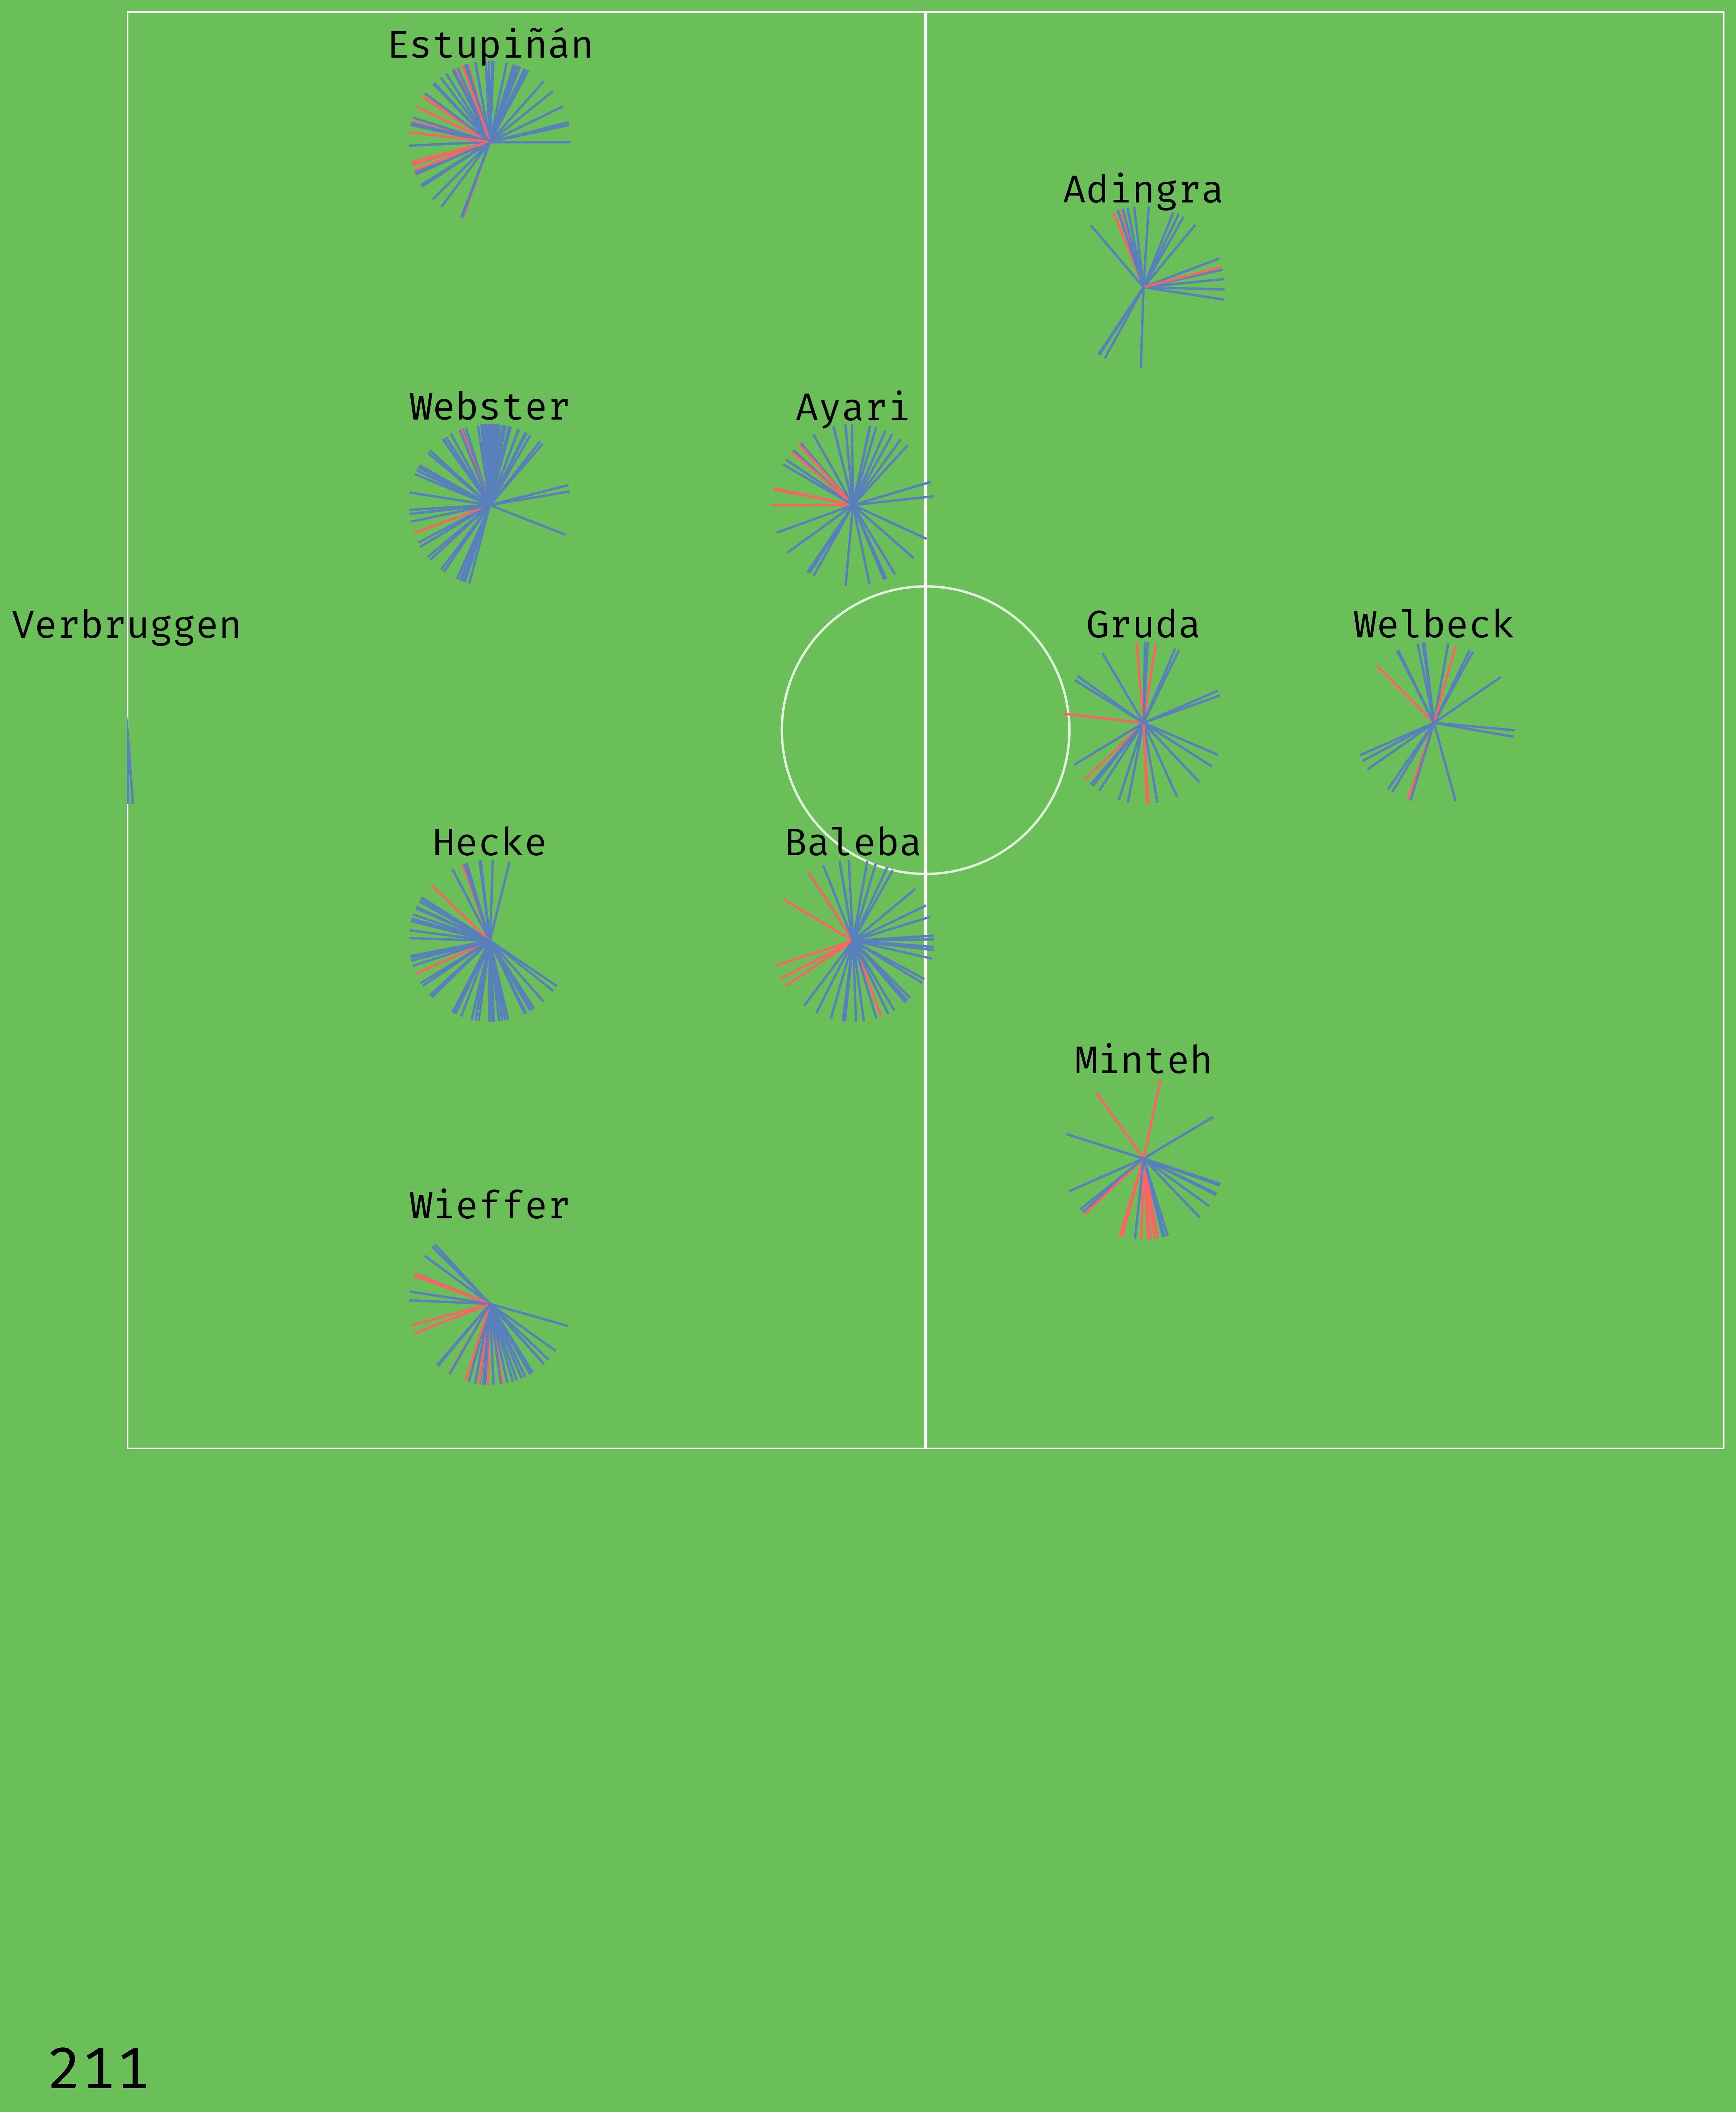 Estupiñán
Adingra
Webster
Ayari
Verbruggen
Gruda
Welbeck
Hecke
Baleba
Minteh
Wieffer
211